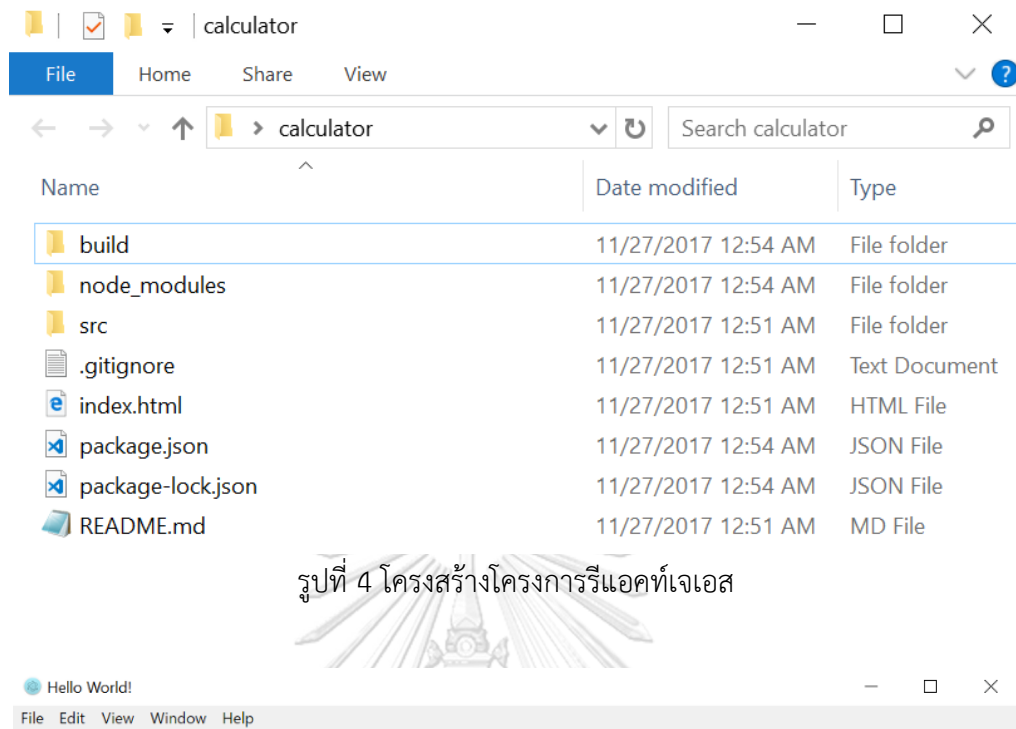 calculator
File Home Share View ?
calculator Search calculator
Name Date modified Type
build 11/27/2017 12:54 AM File folder
node_modules 11/27/2017 12:54 AM File folder
src 11/27/2017 12:51 AM File folder
.gitignore 11/27/2017 12:51 AM Text Document
index.html 11/27/2017 12:51 AM HTML File
package.json 11/27/2017 12:54 AM JSON File
package-lock.json 11/27/2017 12:54 AM JSON File
README.md 11/27/2017 12:51 AM MD File
รูปที่ 4 โครงสร้างโครงการรีแอคท์เจเอส
Hello World!
File Edit View Window Help